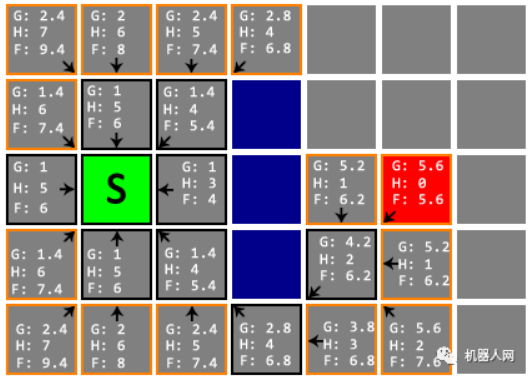 G: 2.4
H: 7
F: 9.4
G: 2
H: 6
F: 8
G: 2.4
H: 5
F: 7.4
G: 2.8
H: 4
F: 6.8
G: 1.4
H: 6
F: 7.4
G: 1
H: 5
F: 6
G: 1.4
H: 4
F: 5.4
G: 1
H: 5
F: 6
S
G: 1
H: 3
F: 4
G: 5.2
H: 1
F: 6.2
G: 5.6
H: 0
F: 5.6
G: 1.4
H: 6
F: 7.4
G: 1
H: 5
F: 6
G: 1.4
H: 4
F: 5.4
G: 4.2
H: 2
F: 6.2
G: 5.2
H: 1
F: 6.2
G: 2.4
H: 7
F: 9.4
G: 2
H: 6
F: 8
G: 2.4
H: 5
F: 7.4
G: 2.8
H: 4
F: 6.8
G: 3.8
H: 3
F: 6.8
G: 5.6
H: 2
F: 7.6
机器人网